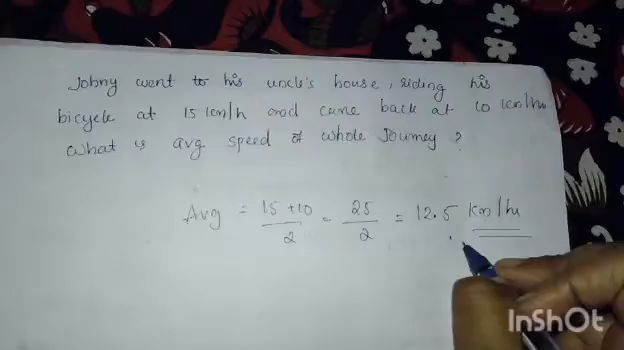 Johny went to his uncle's house, riding his
bicycle at 15 km/h and came back at 10 km/hr
What is avg speed of whole Journey?
Avg = 15+10/2 = 25/2 = 12.5 km/hr
InShOt